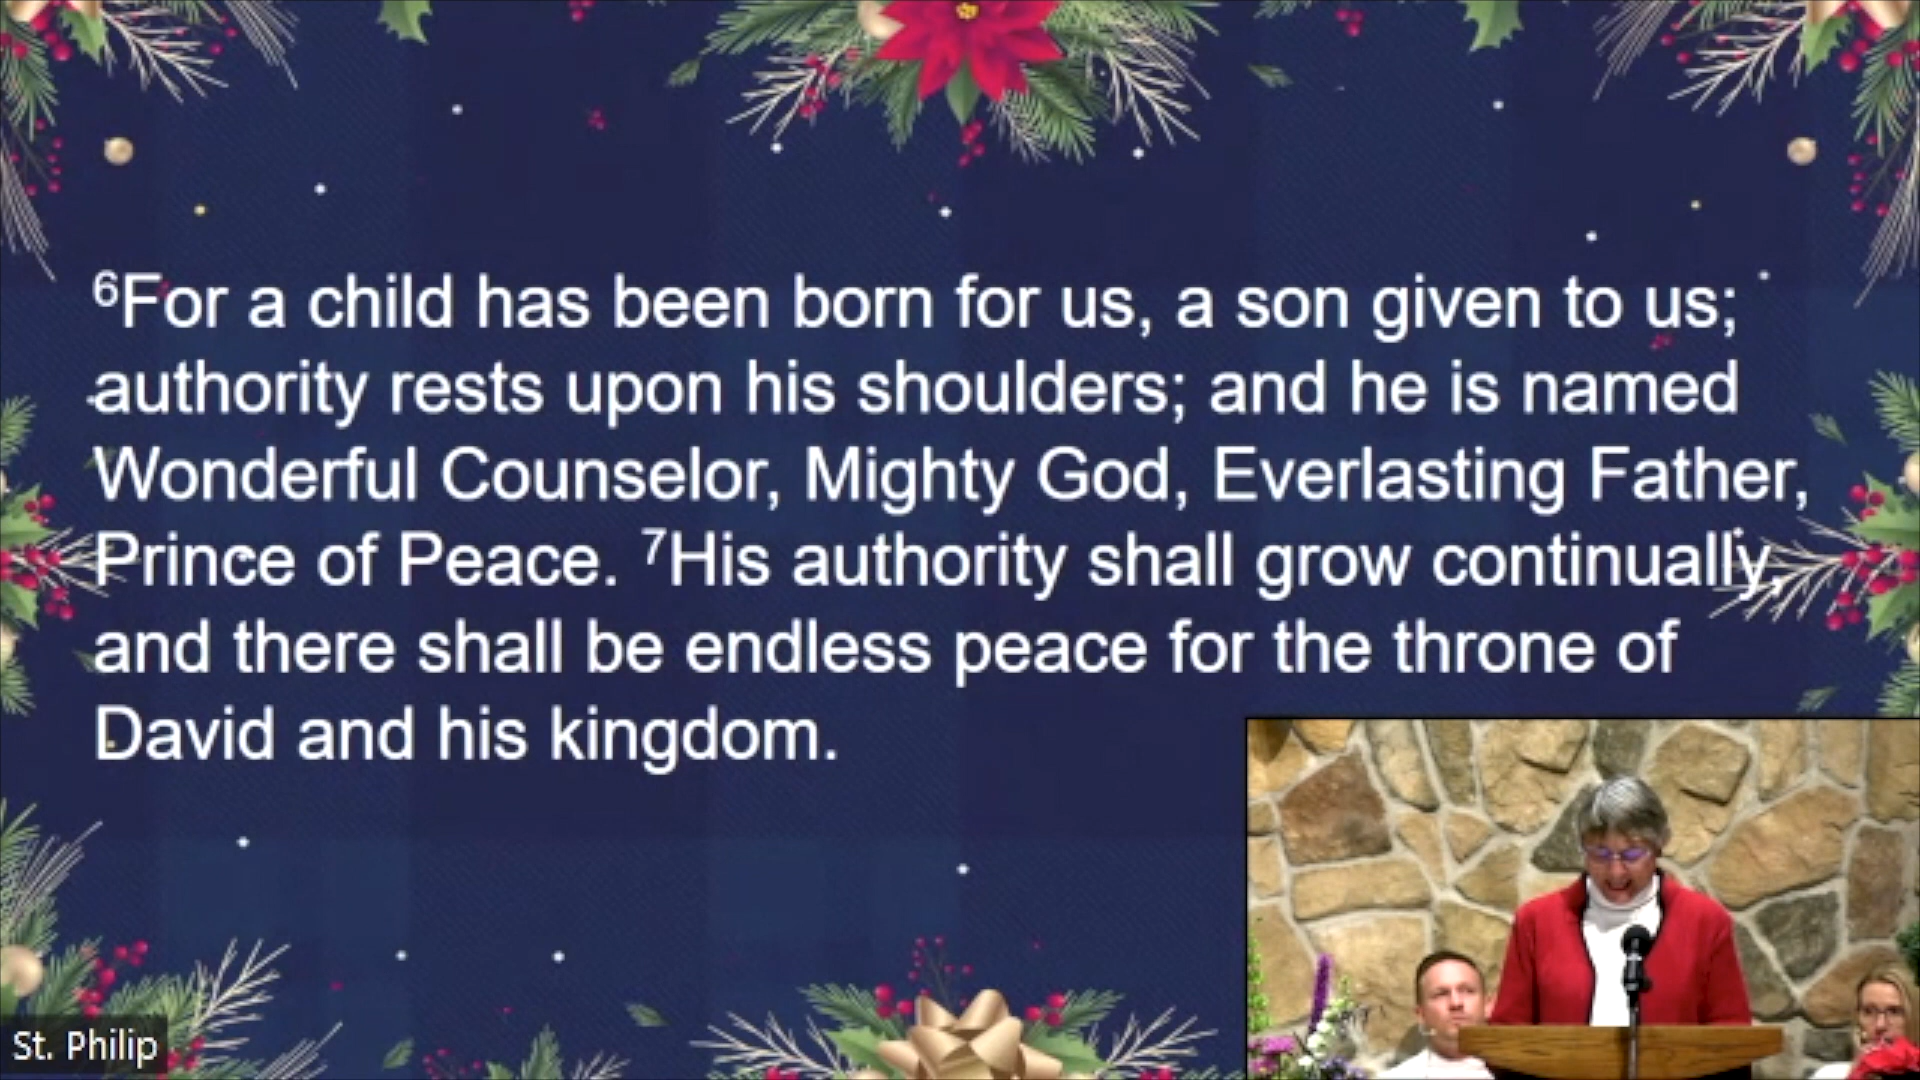 ⁶For a child has been born for us, a son given to us;
authority rests upon his shoulders; and he is named
Wonderful Counselor, Mighty God, Everlasting Father,
Prince of Peace. ⁷His authority shall grow continually,
and there shall be endless peace for the throne of
David and his kingdom.
St. Philip